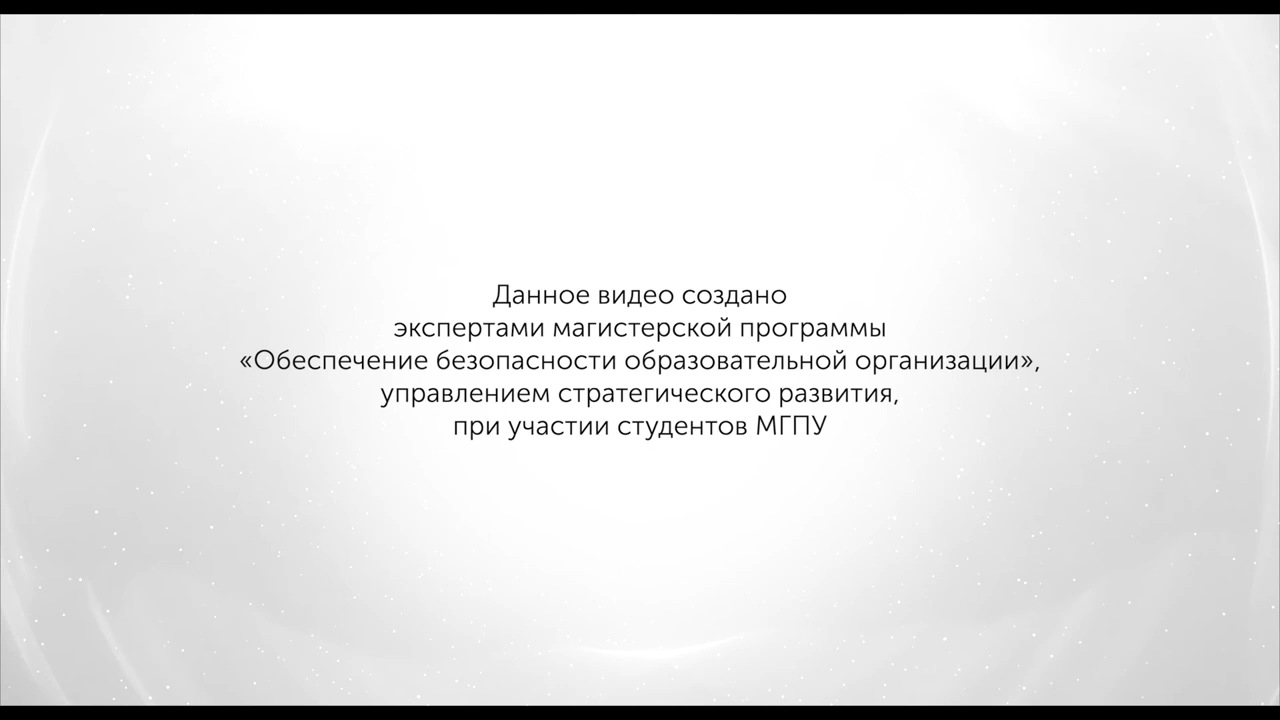 Данное видео создано
экспертами магистерской программы
«Обеспечение безопасности образовательной организации»,
управлением стратегического развития,
при участии студентов МГПУ